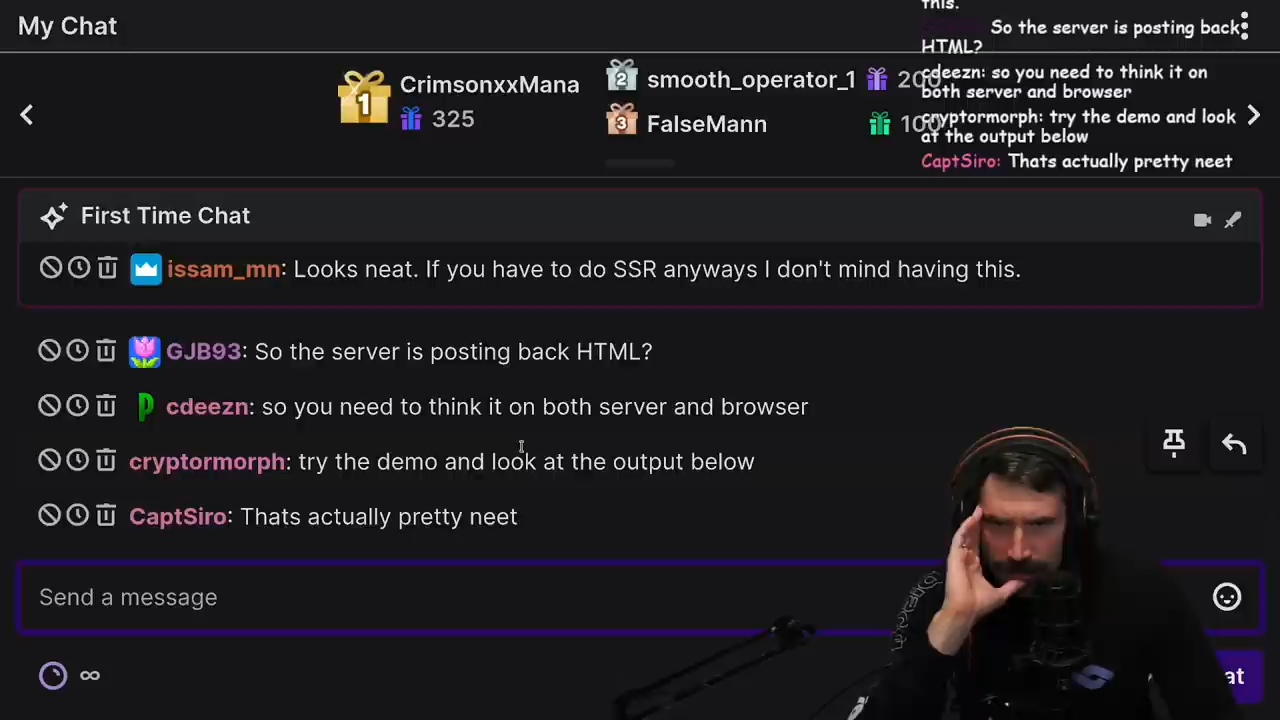 My Chat
this.
So the server is posting back
HTML?
cdeezn: so you need to think it on
both server and browser
cryptormorph: try the demo and look
at the output below
CaptSiro: Thats actually pretty neet
1 CrimsonxxMana
325
2 smooth_operator_1 200
3 FalseMann 100
First Time Chat
issam_mn: Looks neat. If you have to do SSR anyways I don't mind having this.
GJB93: So the server is posting back HTML?
cdeezn: so you need to think it on both server and browser
cryptormorph: try the demo and look at the output below
CaptSiro: Thats actually pretty neet
Send a message
∞
at